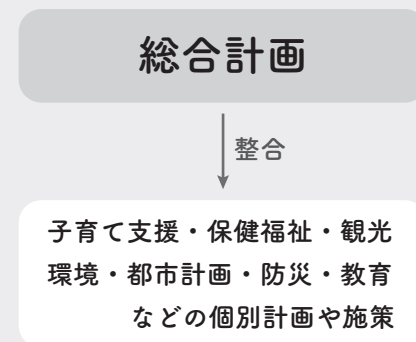 総合計画
整合
子育て支援・保健福祉・観光
環境・都市計画・防災・教育
などの個別計画や施策